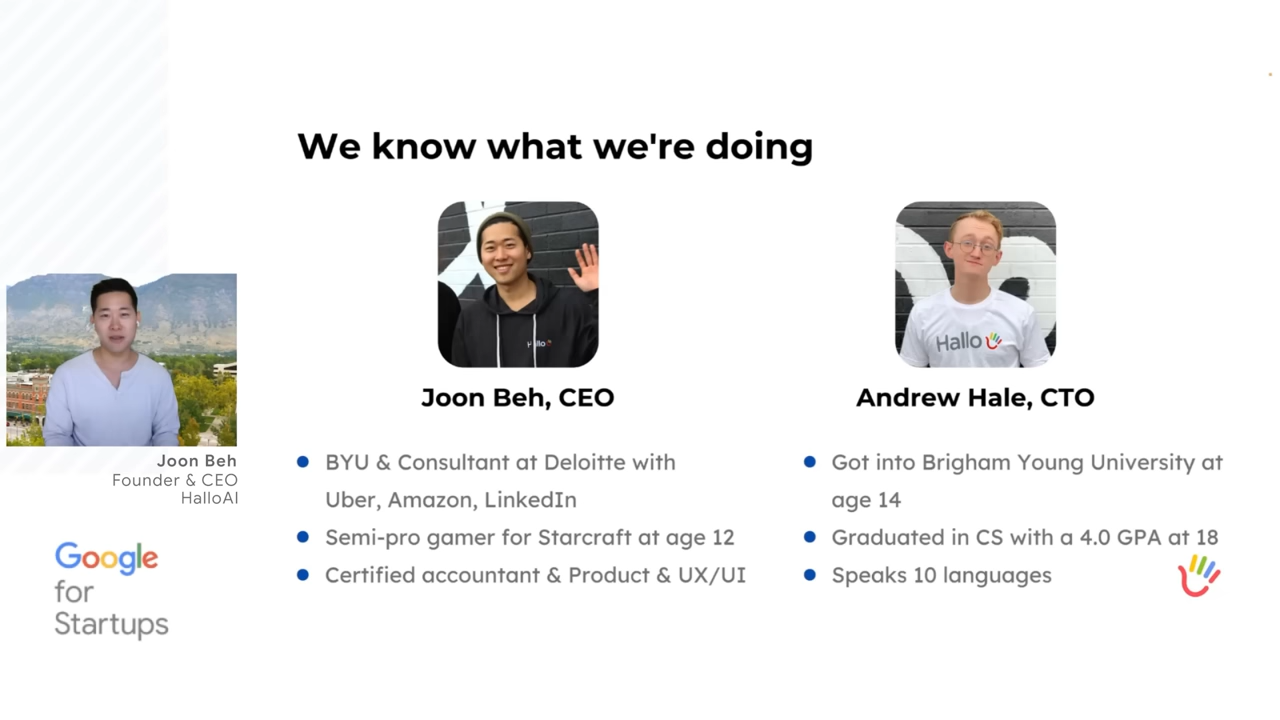 We know what we're doing
Hallo
Hallo
Joon Beh, CEO
Andrew Hale, CTO
BYU & Consultant at Deloitte with
Uber, Amazon, LinkedIn
Semi-pro gamer for Starcraft at age 12
Certified accountant & Product & UX/UI
Got into Brigham Young University at
age 14
Graduated in CS with a 4.0 GPA at 18
Speaks 10 languages
Joon Beh
Founder & CEO
HalloAI
Google
for
Startups